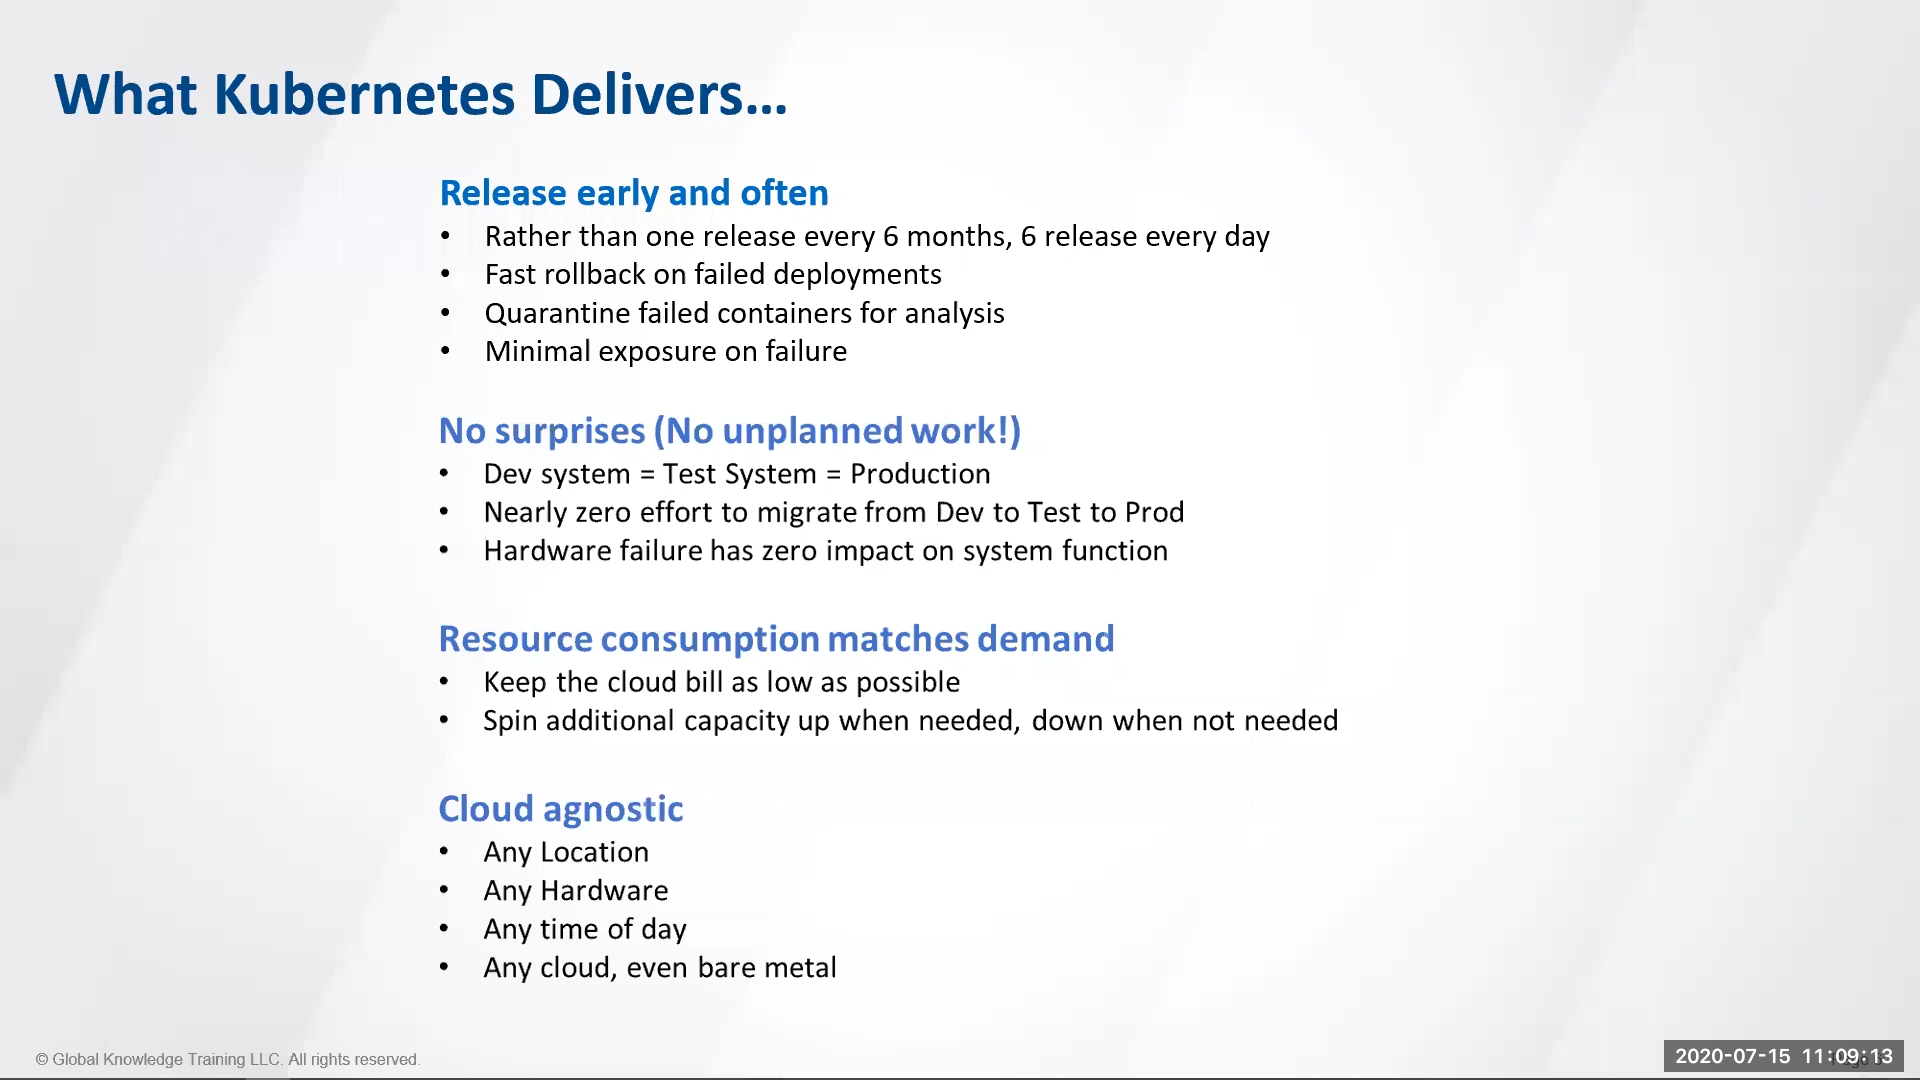 What Kubernetes Delivers...
Release early and often
• Rather than one release every 6 months, 6 release every day
• Fast rollback on failed deployments
• Quarantine failed containers for analysis
• Minimal exposure on failure
No surprises (No unplanned work!)
• Dev system = Test System = Production
• Nearly zero effort to migrate from Dev to Test to Prod
• Hardware failure has zero impact on system function
Resource consumption matches demand
• Keep the cloud bill as low as possible
• Spin additional capacity up when needed, down when not needed
Cloud agnostic
• Any Location
• Any Hardware
• Any time of day
• Any cloud, even bare metal
© Global Knowledge Training LLC. All rights reserved.
2020-07-15 11:09:13